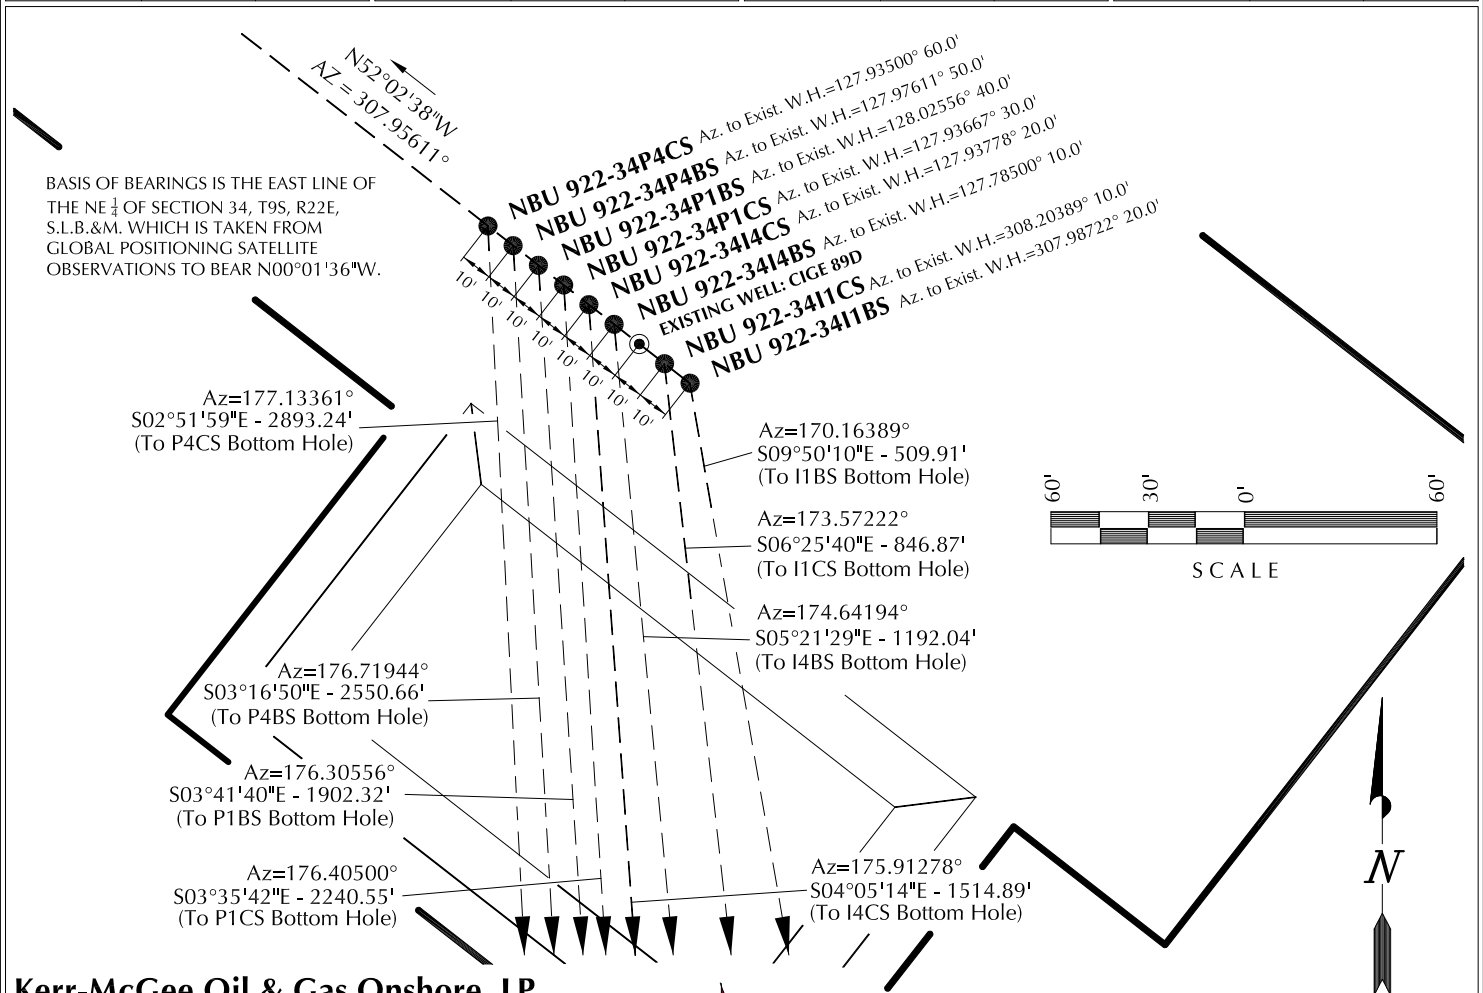 N52°02'38"W
AZ = 307.95611°
BASIS OF BEARINGS IS THE EAST LINE OF
THE NE 1/4 OF SECTION 34, T9S, R22E,
S.L.B.&M. WHICH IS TAKEN FROM
GLOBAL POSITIONING SATELLITE
OBSERVATIONS TO BEAR N00°01'36"W.
NBU 922-34P4CS Az. to Exist. W.H.=127.93500° 60.0'
NBU 922-34P4BS Az. to Exist. W.H.=127.97611° 50.0'
NBU 922-34P1BS Az. to Exist. W.H.=128.02556° 40.0'
NBU 922-34P1CS Az. to Exist. W.H.=127.93667° 30.0'
NBU 922-34I4CS Az. to Exist. W.H.=127.93778° 20.0'
NBU 922-34I4BS Az. to Exist. W.H.=127.78500° 10.0'
EXISTING WELL: CIGE 89D
NBU 922-34I1CS Az. to Exist. W.H.=308.20389° 10.0'
NBU 922-34I1BS Az. to Exist. W.H.=307.98722° 20.0'
10'
10'
10'
10'
10'
10'
10'
10'
Az=177.13361°
S02°51'59"E - 2893.24'
(To P4CS Bottom Hole)
Az=170.16389°
S09°50'10"E - 509.91'
(To I1BS Bottom Hole)
Az=173.57222°
S06°25'40"E - 846.87'
(To I1CS Bottom Hole)
60'
30'
0'
60'
SCALE
Az=174.64194°
S05°21'29"E - 1192.04'
(To I4BS Bottom Hole)
Az=176.71944°
S03°16'50"E - 2550.66'
(To P4BS Bottom Hole)
Az=176.30556°
S03°41'40"E - 1902.32'
(To P1BS Bottom Hole)
Az=176.40500°
S03°35'42"E - 2240.55'
(To P1CS Bottom Hole)
Az=175.91278°
S04°05'14"E - 1514.89'
(To I4CS Bottom Hole)
N
Kerr-McGee Oil & Gas Onshore, LP